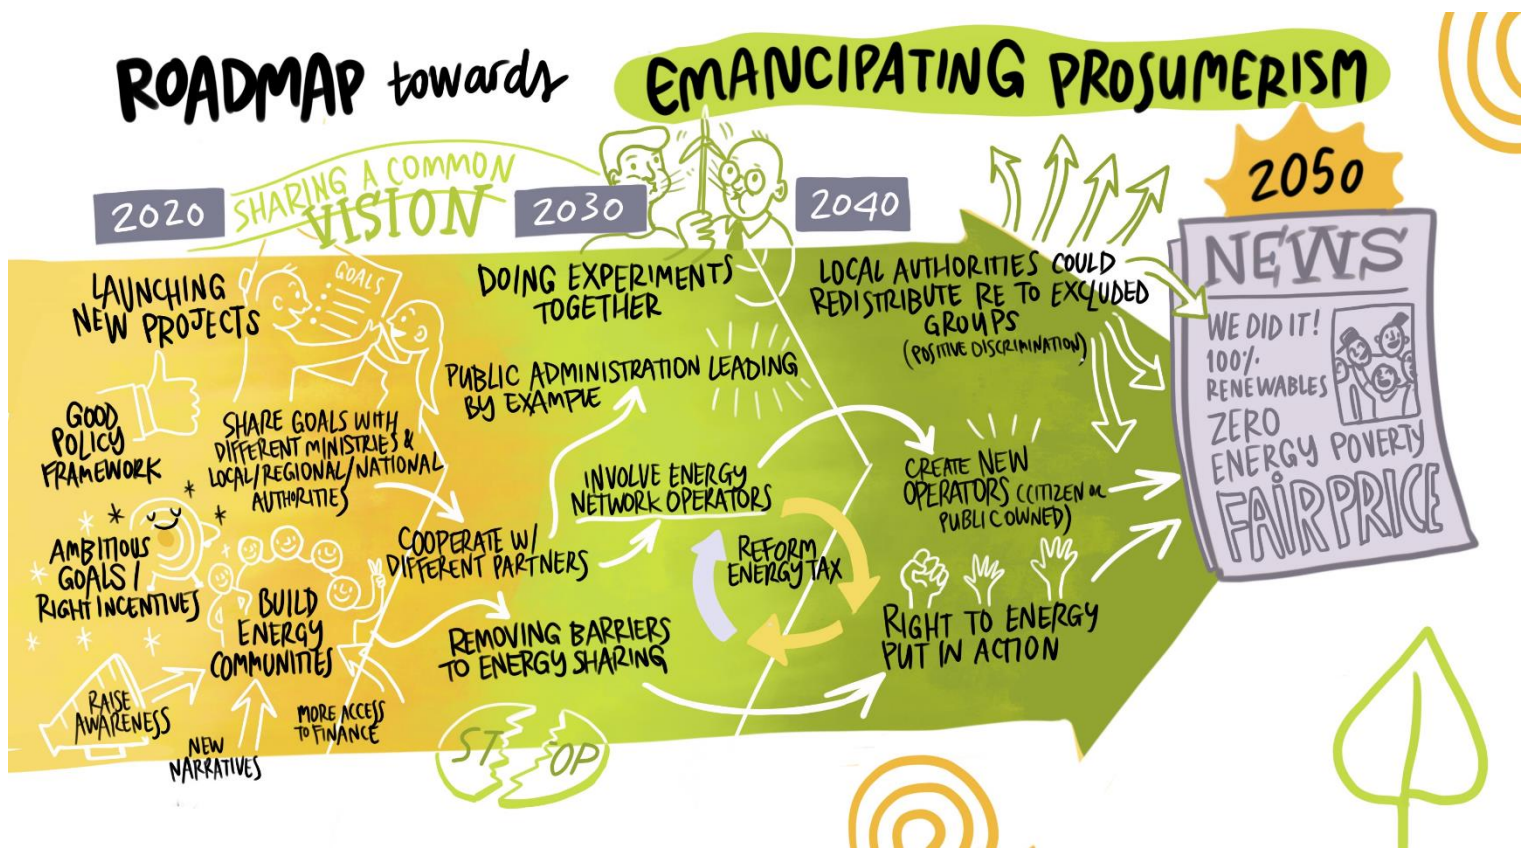 ROADMAP towards EMANCIPATING PROSUMERISM
SHARING A COMMON
VISION
2020
2030
2040
2050
LAUNCHING
NEW PROJECTS
GOALS
GOOD
POLICY
FRAMEWORK
SHARE GOALS WITH
DIFFERENT MINISTRIES &
LOCAL/REGIONAL/NATIONAL
AUTHORITIES
AMBITIOUS
GOALS /
RIGHT INCENTIVES
BUILD
ENERGY
COMMUNITIES
RAISE
AWARENESS
NEW
NARRATIVES
MORE ACCESS
TO FINANCE
DOING EXPERIMENTS
TOGETHER
PUBLIC ADMINISTRATION LEADING
BY EXAMPLE
INVOLVE ENERGY
NETWORK OPERATORS
COOPERATE W/
DIFFERENT PARTNERS
REFORM
ENERGY TAX
REMOVING BARRIERS
TO ENERGY SHARING
STOP
LOCAL AUTHORITIES COULD
REDISTRIBUTE RE TO EXCLUDED
GROUPS
(POSITIVE DISCRIMINATION)
CREATE NEW
OPERATORS (CITIZEN OR
PUBLIC OWNED)
RIGHT TO ENERGY
PUT IN ACTION
NEWS
WE DID IT!
100%
RENEWABLES
ZERO
ENERGY POVERTY
FAIR PRICE